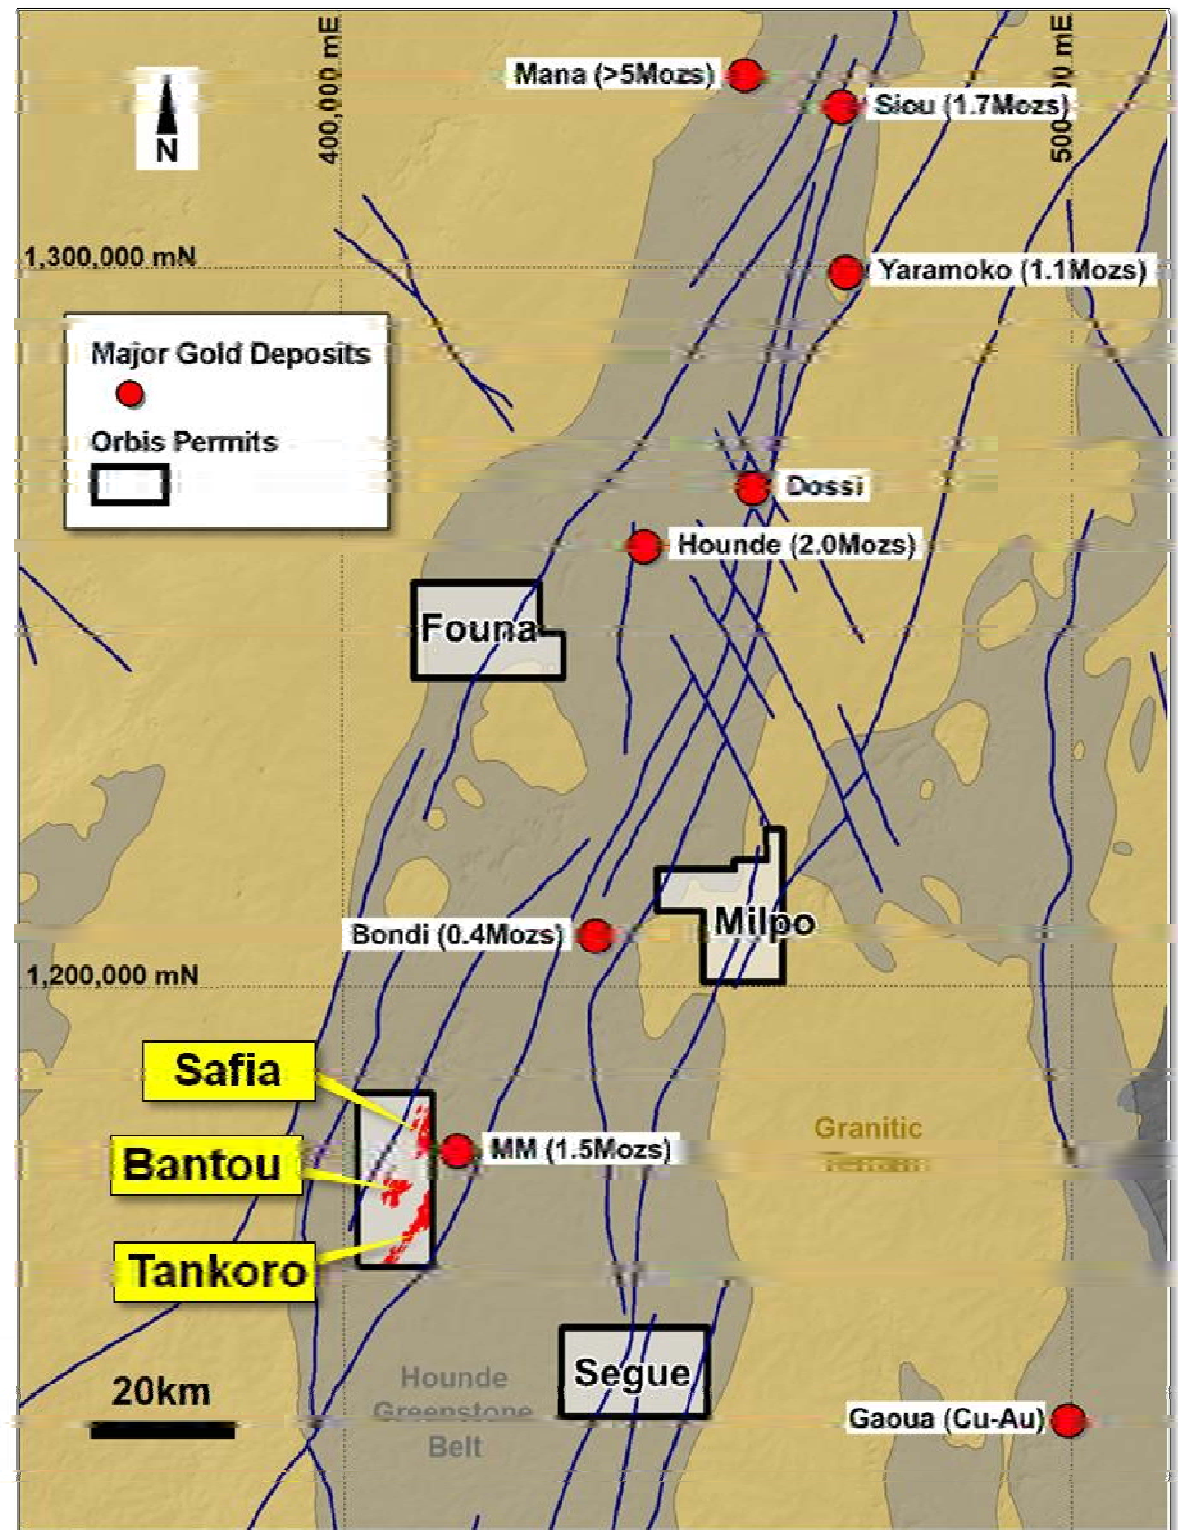 400,000 mE
Mana (>5Mozs)
Siou (1.7Mozs)
N
1,300,000 mN
Yaramoko (1.1Mozs)
Major Gold Deposits
Orbis Permits
Dossi
Hounde (2.0Mozs)
Founa
Milpo
Bondi (0.4Mozs)
1,200,000 mN
Safia
Granitic
Bantou
MM (1.5Mozs)
Tankoro
Segue
20km
Hounde
Greenstone
Belt
Gaoua (Cu-Au)